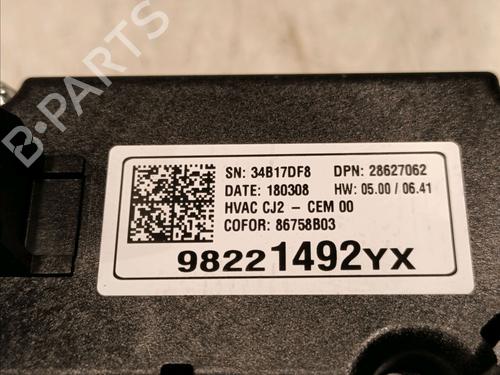 B-PARTS
SN: 34B17DF8 DPN: 28627062
DATE: 180308 HW: 05.00 / 06.41
HVAC CJ2 - CEM 00
COFOR: 86758B03
98221492YX